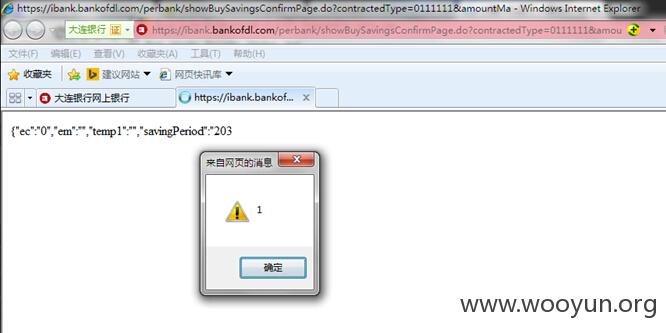 https://ibank.bankofdl.com/perbank/showBuySavingsConfirmPage.do?contractedType=0111111&amountMa - Windows Internet Explorer
大连银行 证 https://ibank.bankofdl.com/perbank/showBuySavingsConfirmPage.do?contractedType=0111111&amou
文件(F) 编辑(E) 查看(V) 收藏夹(A) 工具(T) 帮助(H)
收藏夹 建议网站 网页快讯库
大连银行网上银行 https://ibank.bankof... X
{"ec":"0","em":"","temp1":"","savingPeriod":"203
来自网页的消息
1
确定
www.wooyun.org